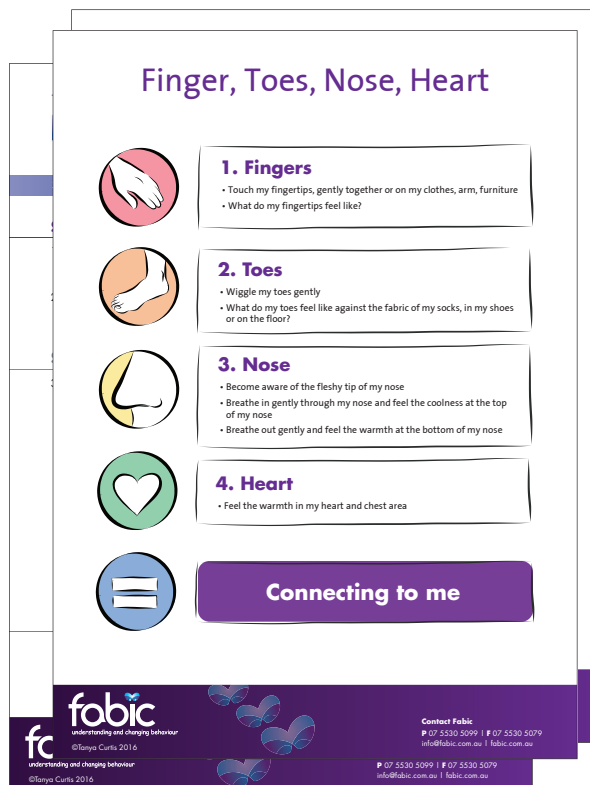 Finger, Toes, Nose, Heart
1. Fingers
• Touch my fingertips, gently together or on my clothes, arm, furniture
• What do my fingertips feel like?
2. Toes
• Wiggle my toes gently
• What do my toes feel like against the fabric of my socks, in my shoes
or on the floor?
3. Nose
• Become aware of the fleshy tip of my nose
• Breathe in gently through my nose and feel the coolness at the top
of my nose
• Breathe out gently and feel the warmth at the bottom of my nose
4. Heart
• Feel the warmth in my heart and chest area
Connecting to me
fabic
understanding and changing behaviour
©Tanya Curtis 2016
Contact Fabic
P 07 5530 5099 | F 07 5530 5079
info@fabic.com.au | fabic.com.au
understanding and changing behaviour
©Tanya Curtis 2016
P 07 5530 5099 | F 07 5530 5079
info@fabic.com.au | fabic.com.au